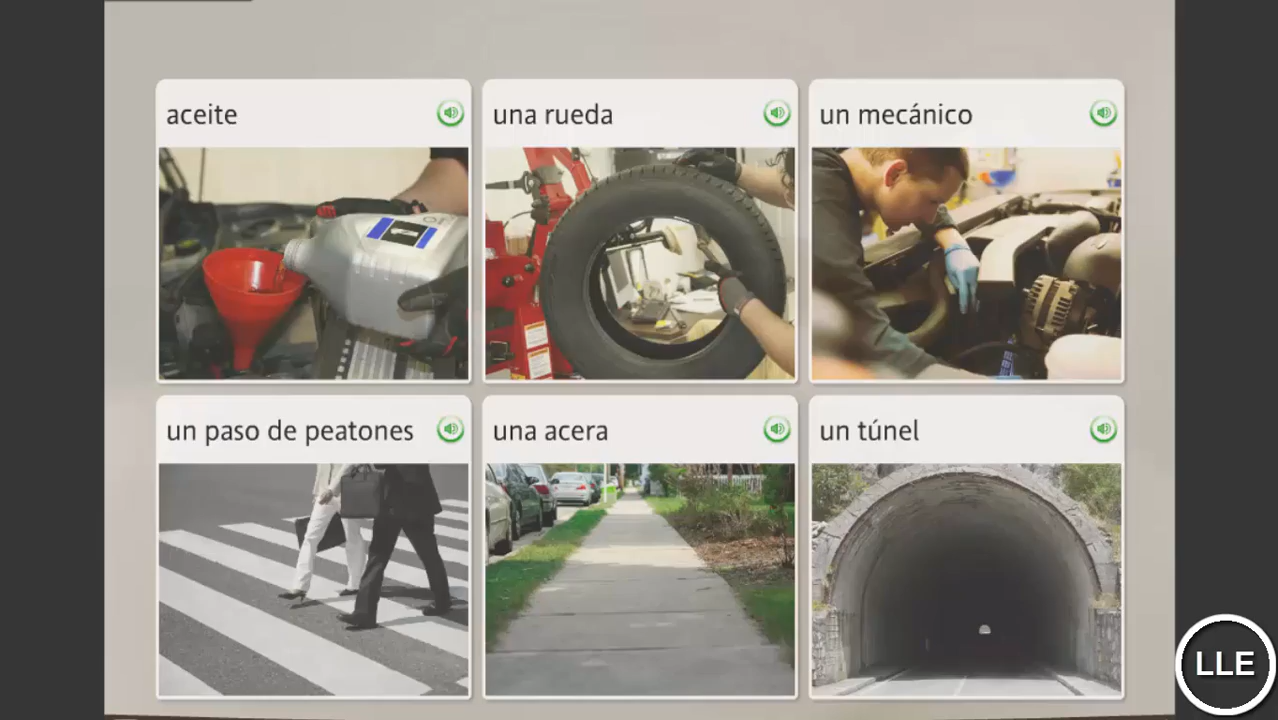 aceite
una rueda
un mecánico
un paso de peatones
una acera
un túnel
LLE